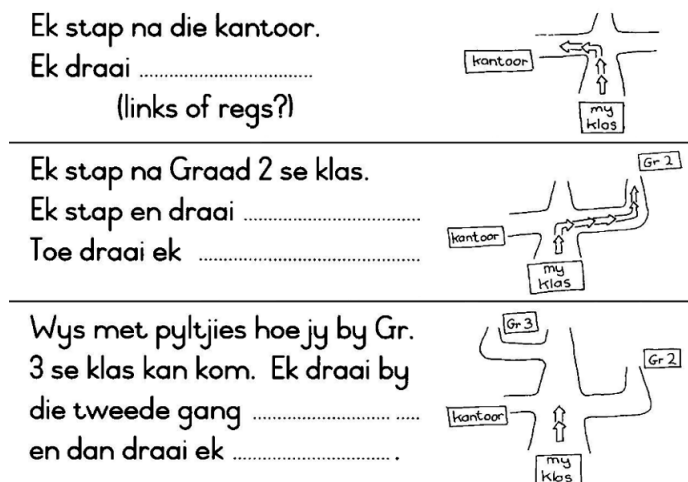 Ek stap na die kantoor.
Ek draai ................................
(links of regs?)
kantoor
my
klas
Ek stap na Graad 2 se klas.
Ek stap en draai ................................
Toe draai ek ................................
Gr 2
kantoor
my
klas
Wys met pyltjies hoe jy by Gr.
3 se klas kan kom. Ek draai by
die tweede gang ......................... ....
en dan draai ek ............................. .
Gr 3
Gr 2
kantoor
my
klas